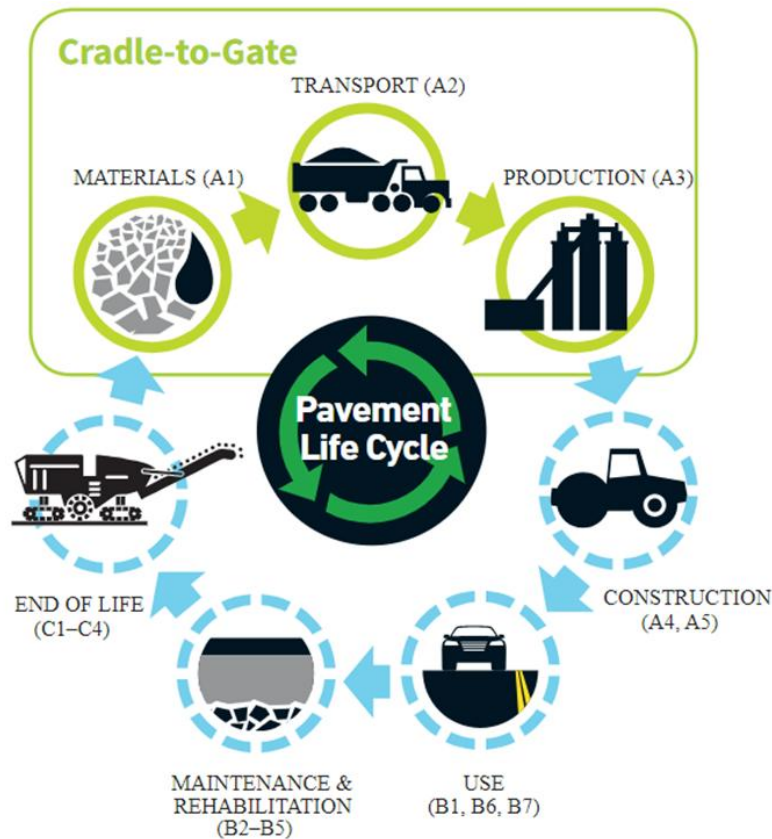 Cradle-to-Gate
TRANSPORT (A2)
MATERIALS (A1)
PRODUCTION (A3)
Pavement
Life Cycle
CONSTRUCTION
(A4, A5)
END OF LIFE
(C1–C4)
USE
(B1, B6, B7)
MAINTENANCE &
REHABILITATION
(B2–B5)